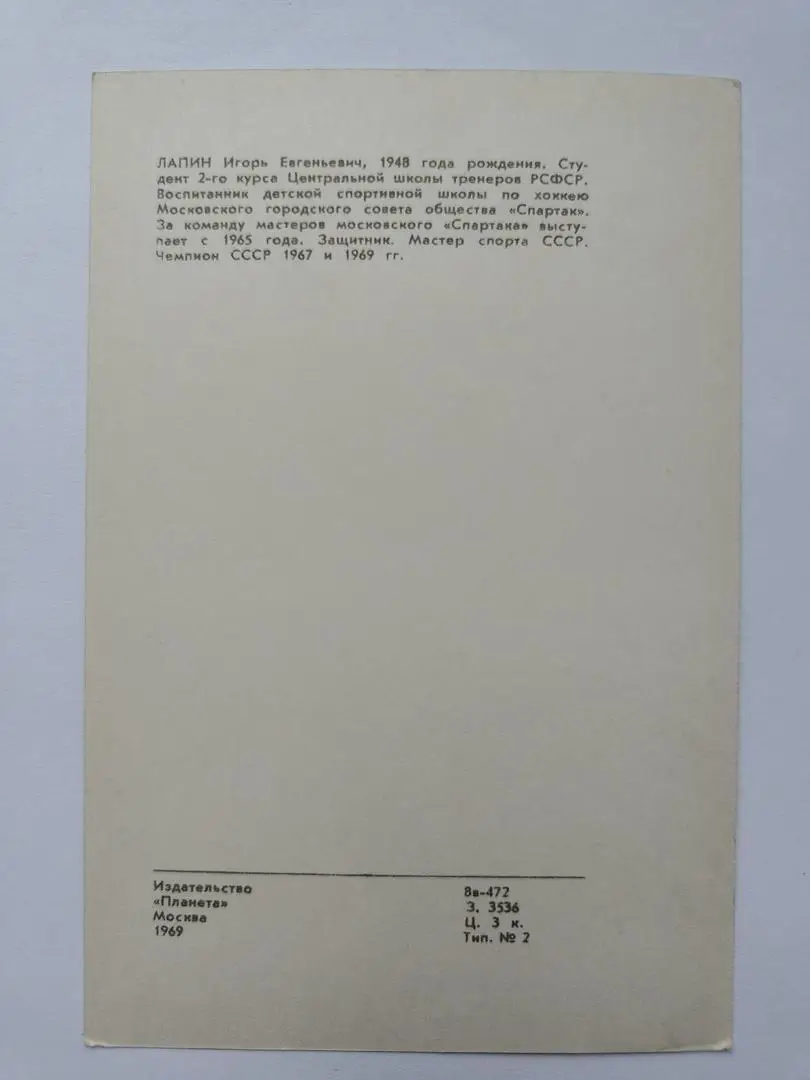 ЛАПИН Игорь Евгеньевич, 1948 года рождения. Сту-
дент 2-го курса Центральной школы тренеров РСФСР.
Воспитанник детской спортивной школы по хоккею
Московского городского совета общества «Спартак».
За команду мастеров московского «Спартака» высту-
пает с 1965 года. Защитник. Мастер спорта СССР.
Чемпион СССР 1967 и 1969 гг.
Издательство
«Планета»
Москва
1969
8в-472
З. 3536
Ц. 3 к.
Тип. № 2